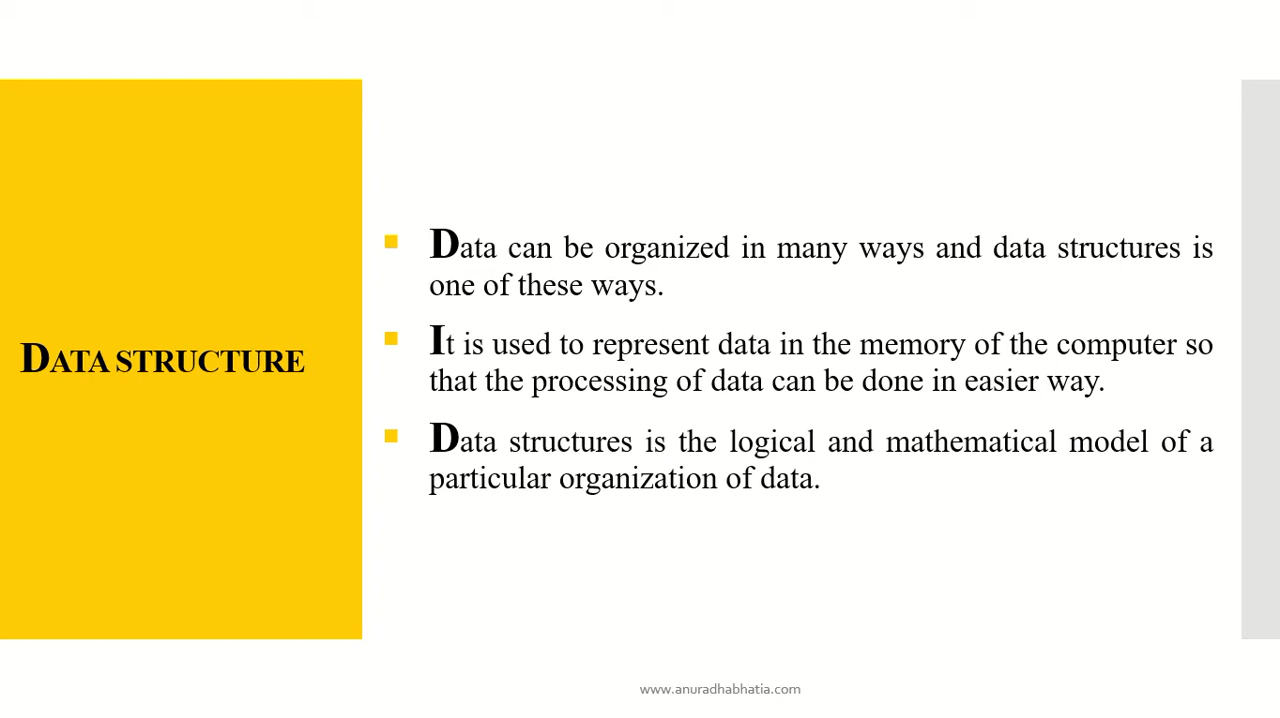 DATA STRUCTURE
Data can be organized in many ways and data structures is
one of these ways.
It is used to represent data in the memory of the computer so
that the processing of data can be done in easier way.
Data structures is the logical and mathematical model of a
particular organization of data.
www.anuradhabhatia.com